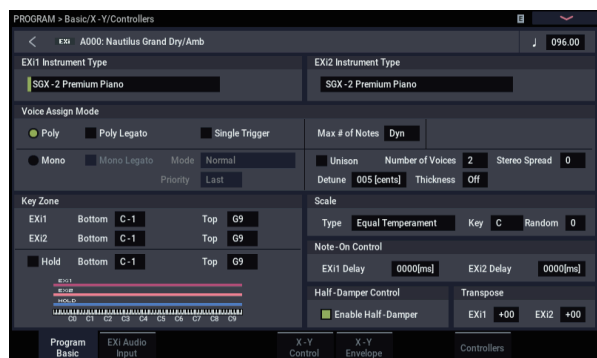 PROGRAM > Basic/X-Y/Controllers E
EXi A000: Nautilus Grand Dry/Amb ♩ 096.00
EXi1 Instrument Type EXi2 Instrument Type
SGX-2 Premium Piano SGX-2 Premium Piano
Voice Assign Mode
Poly Poly Legato Single Trigger Max # of Notes Dyn
Mono Mono Legato Mode Normal Unison Number of Voices 2 Stereo Spread 0
Priority Last Detune 005 [cents] Thickness Off
Key Zone Scale
EXi1 Bottom C-1 Top G9 Type Equal Temperament Key C Random 0
EXi2 Bottom C-1 Top G9
Note-On Control
Hold Bottom C-1 Top G9 EXi1 Delay 0000[ms] EXi2 Delay 0000[ms]
EXi1
EXi2 Half-Damper Control Transpose
HOLD
Enable Half-Damper EXi1 +00 EXi2 +00
C0 C1 C2 C3 C4 C5 C6 C7 C8 C9
Program Basic EXi Audio Input X-Y Control X-Y Envelope Controllers